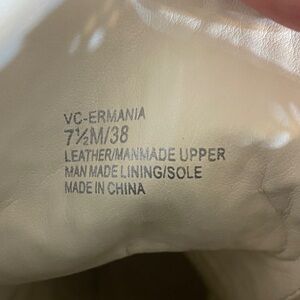 VC-ERMANIA
7½M/38
LEATHER/MANMADE UPPER
MAN MADE LINING/SOLE
MADE IN CHINA